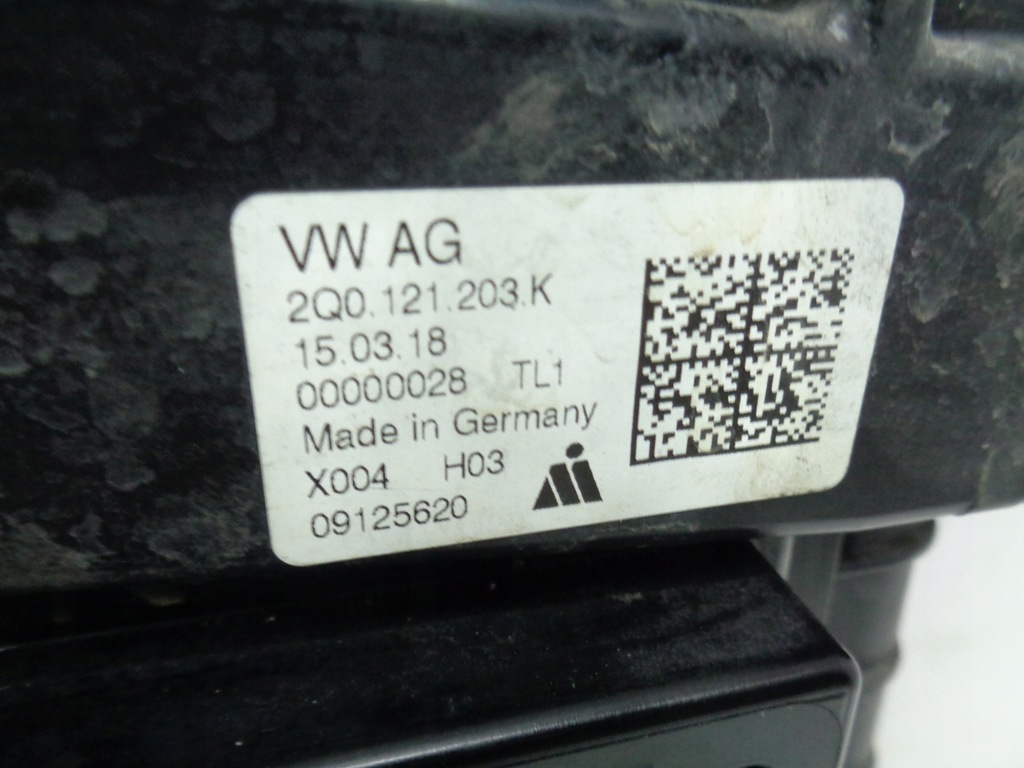 VW AG
2Q0.121.203.K
15.03.18
00000028 TL1
Made in Germany
X004 H03
09125620